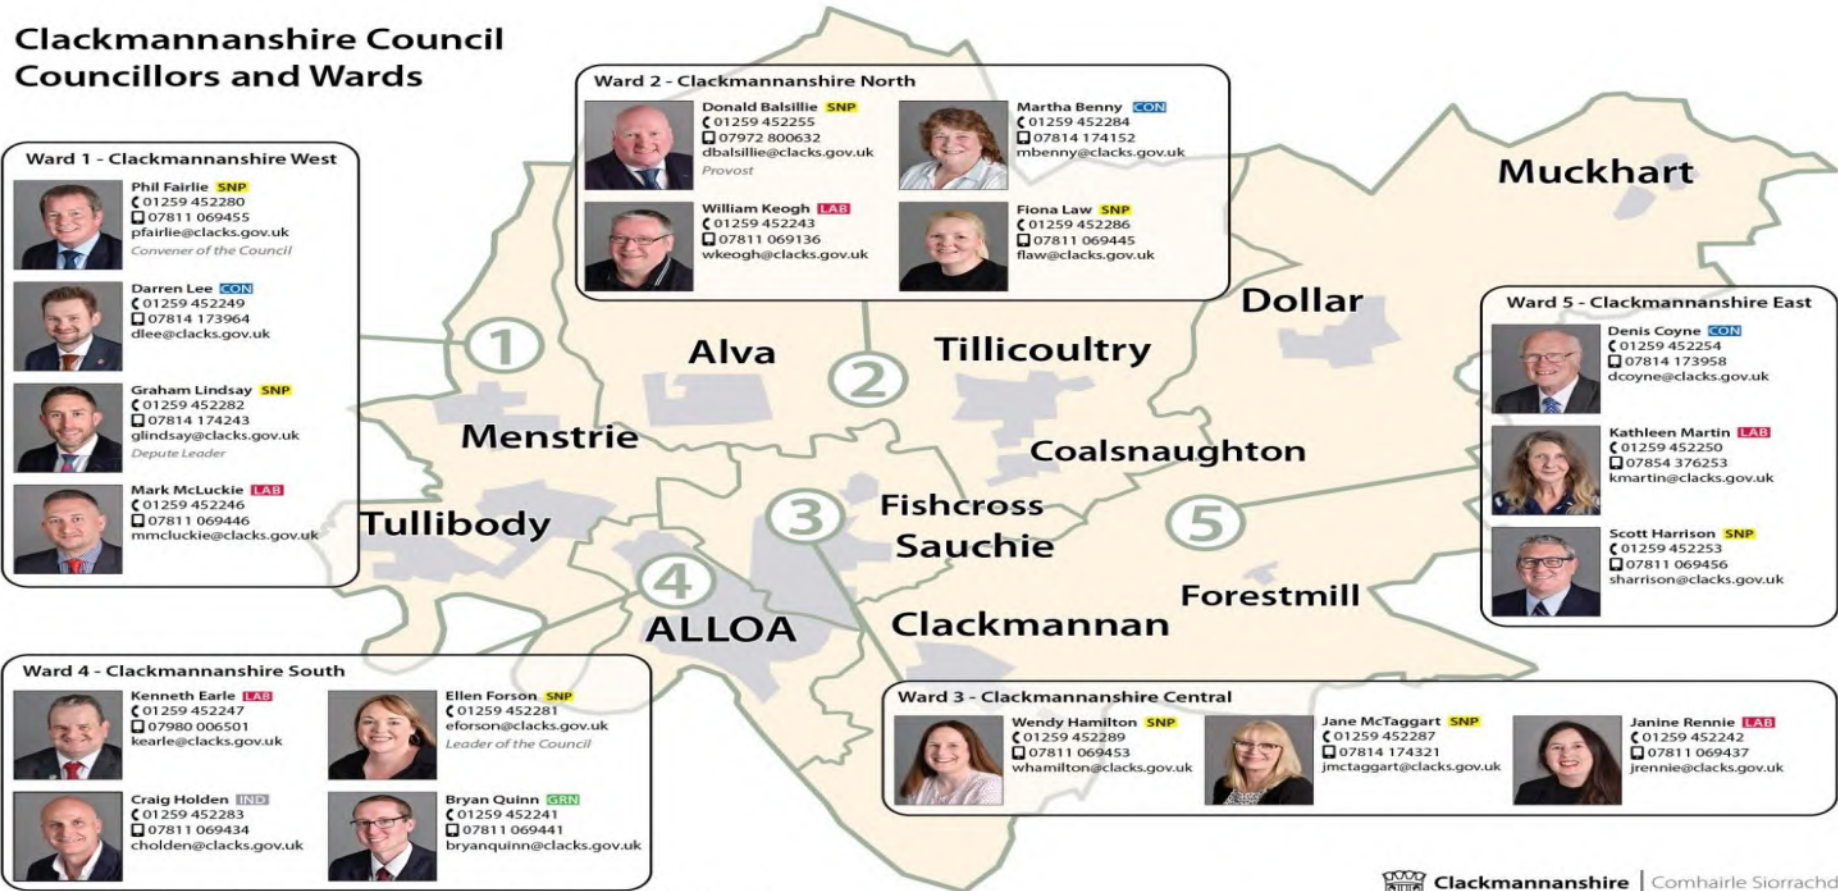 Clackmannanshire Council
Councillors and Wards
Ward 1 - Clackmannanshire West
Phil Fairlie SNP
01259 452280
07811 069455
pfairlie@clacks.gov.uk
Convener of the Council
Darren Lee CON
01259 452249
07814 173964
dlee@clacks.gov.uk
Graham Lindsay SNP
01259 452282
07814 174243
glindsay@clacks.gov.uk
Depute Leader
Mark McLuckie LAB
01259 452246
07811 069446
mmcluckie@clacks.gov.uk
Ward 2 - Clackmannanshire North
Donald Balsillie SNP
01259 452255
07972 800632
dbalsillie@clacks.gov.uk
Provost
Martha Benny CON
01259 452284
07814 174152
mbenny@clacks.gov.uk
William Keogh LAB
01259 452243
07811 069136
wkeogh@clacks.gov.uk
Fiona Law SNP
01259 452286
07811 069445
flaw@clacks.gov.uk
Muckhart
Dollar
1
Alva
2
Tillicoultry
Menstrie
Coalsnaughton
Tullibody
3
Fishcross
Sauchie
5
4
ALLOA
Clackmannan
Forestmill
Ward 5 - Clackmannanshire East
Denis Coyne CON
01259 452254
07814 173958
dcoyne@clacks.gov.uk
Kathleen Martin LAB
01259 452250
07854 376253
kmartin@clacks.gov.uk
Scott Harrison SNP
01259 452253
07811 069456
sharrison@clacks.gov.uk
Ward 4 - Clackmannanshire South
Kenneth Earle LAB
01259 452247
07980 006501
kearle@clacks.gov.uk
Ellen Forson SNP
01259 452281
eforson@clacks.gov.uk
Leader of the Council
Craig Holden IND
01259 452283
07811 069434
cholden@clacks.gov.uk
Bryan Quinn GRN
01259 452241
07811 069441
bryanquinn@clacks.gov.uk
Ward 3 - Clackmannanshire Central
Wendy Hamilton SNP
01259 452289
07811 069453
whamilton@clacks.gov.uk
Jane McTaggart SNP
01259 452287
07814 174321
jmctaggart@clacks.gov.uk
Janine Rennie LAB
01259 452242
07811 069437
jrennie@clacks.gov.uk
Clackmannanshire | Comhairle Siorrachd